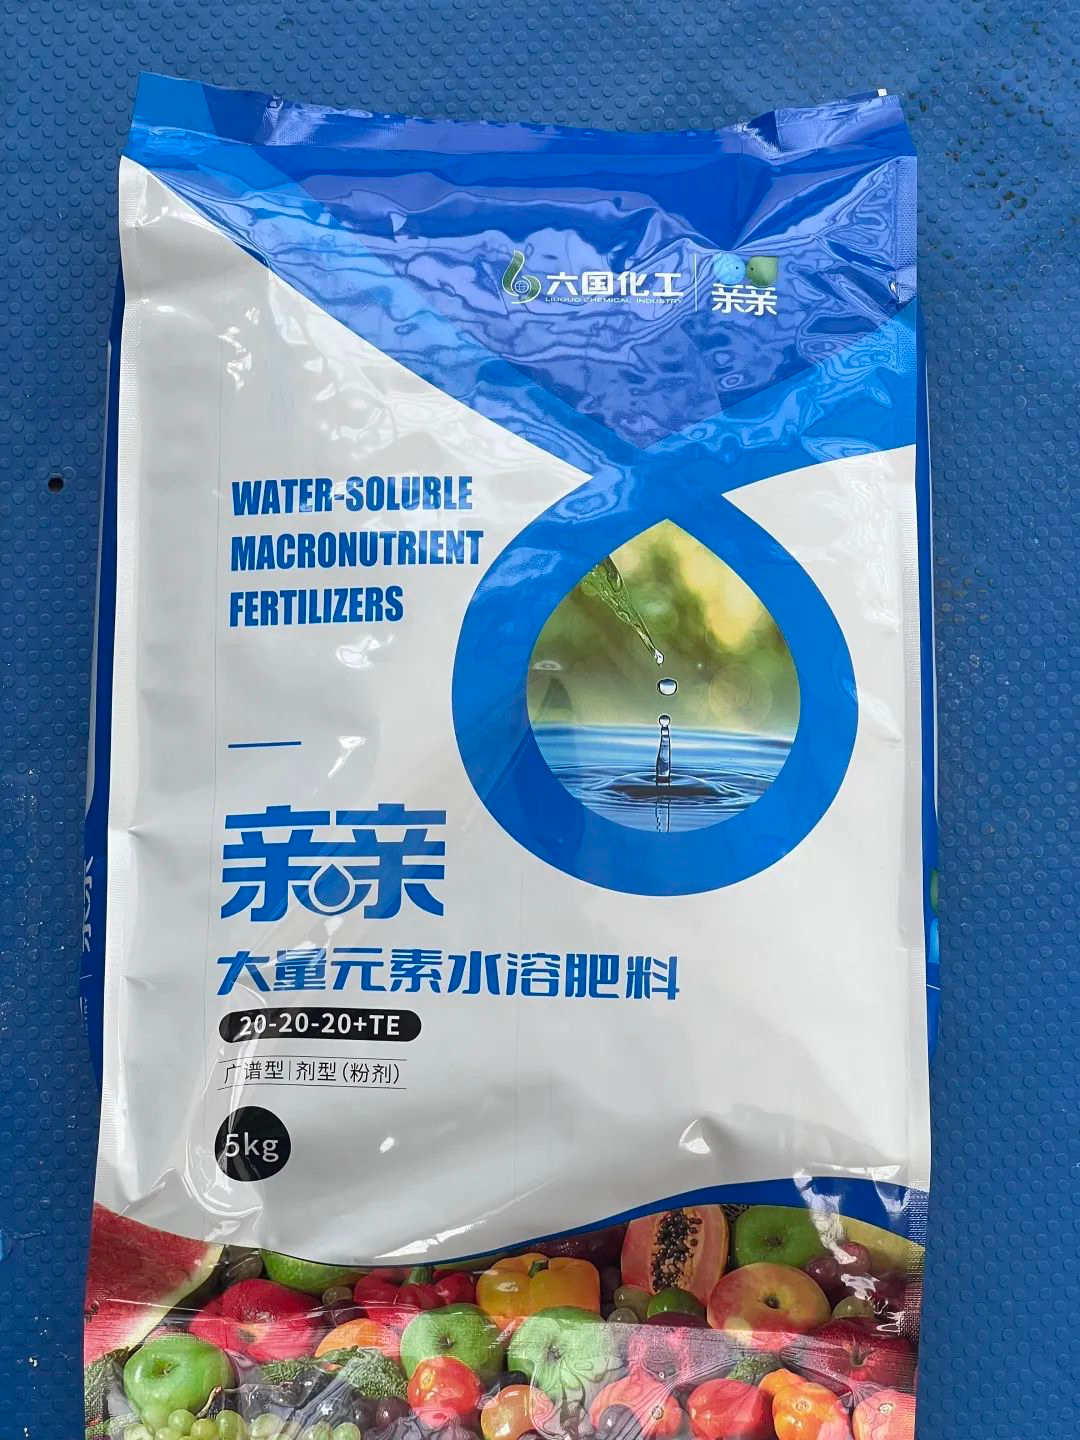 六国化工
LIUGUO CHEMICAL INDUSTRY
亲亲
WATER-SOLUBLE
MACRONUTRIENT
FERTILIZERS
亲亲
大量元素水溶肥料
20-20-20+TE
广谱型|剂型(粉剂)
5kg